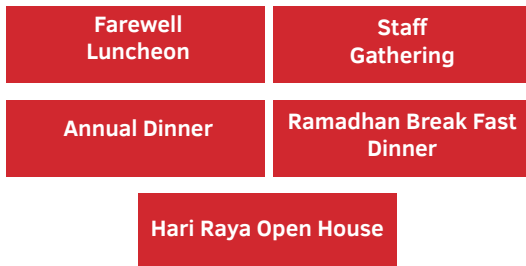 Farewell
Luncheon
Staff
Gathering
Annual Dinner
Ramadhan Break Fast
Dinner
Hari Raya Open House